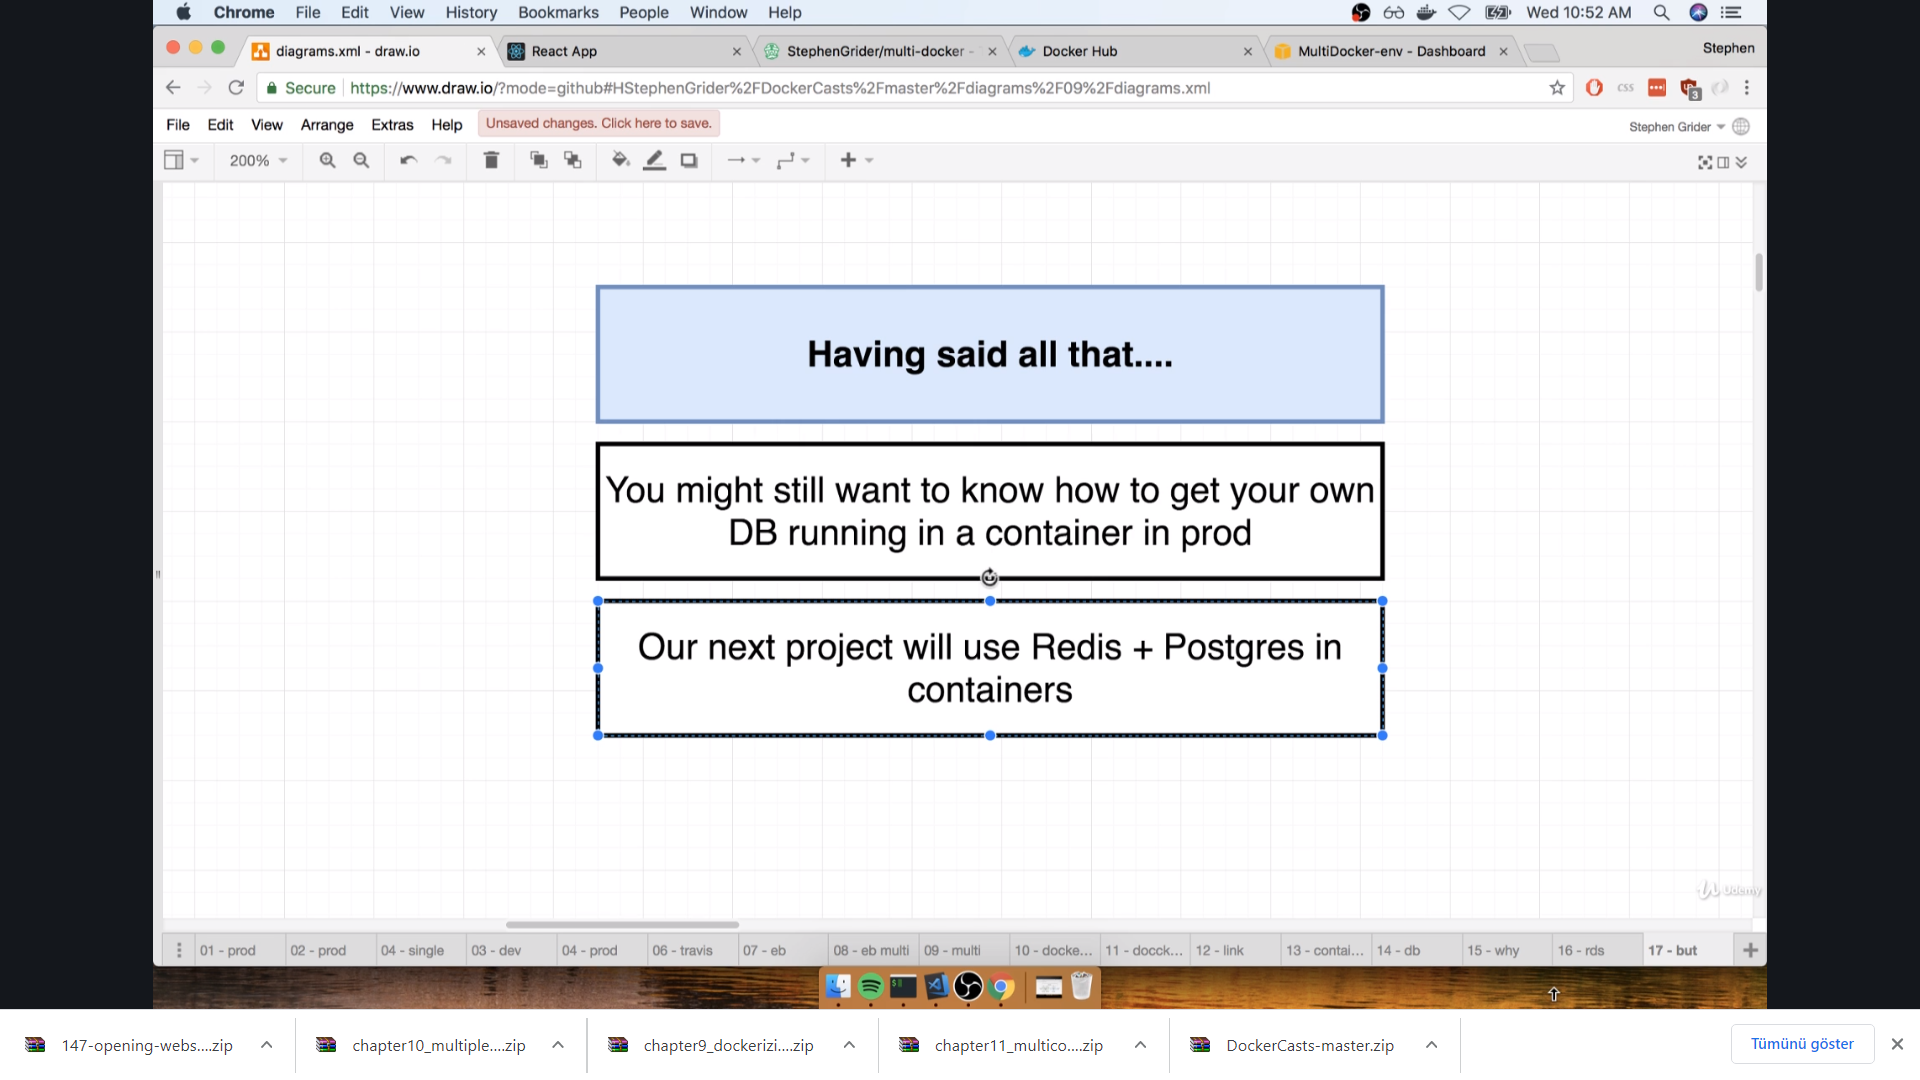 Chrome File Edit View History Bookmarks People Window Help Wed 10:52 AM
diagrams.xml - draw.io React App StephenGrider/multi-docker - Docker Hub MultiDocker-env - Dashboard Stephen
Secure https://www.draw.io/?mode=github#HStephenGrider%2FDockerCasts%2Fmaster%2Fdiagrams%2F09%2Fdiagrams.xml css 3
File Edit View Arrange Extras Help Unsaved changes. Click here to save. Stephen Grider
200%
Having said all that....
You might still want to know how to get your own
DB running in a container in prod
Our next project will use Redis + Postgres in
containers
Udemy
01 - prod 02 - prod 04 - single 03 - dev 04 - prod 06 - travis 07 - eb 08 - eb multi 09 - multi 10 - docke... 11 - docck... 12 - link 13 - contai... 14 - db 15 - why 16 - rds 17 - but
147-opening-webs....zip chapter10_multiple....zip chapter9_dockerizi....zip chapter11_multico....zip DockerCasts-master.zip Tümünü göster